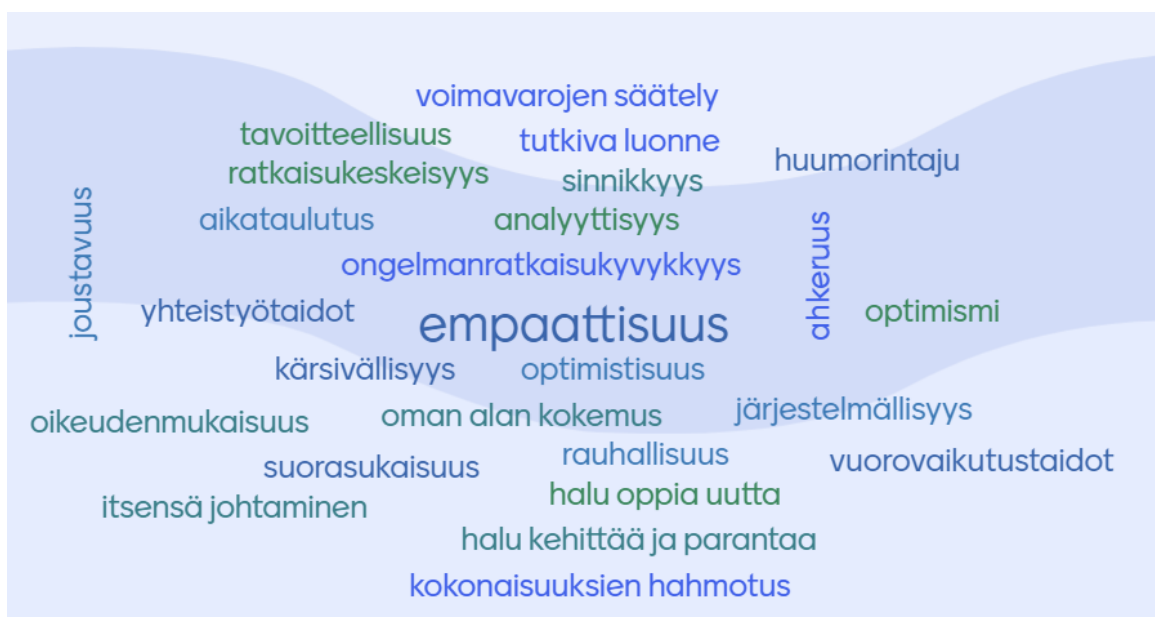 voimavarojen säätely
tavoitteellisuus
tutkiva luonne
huumorintaju
ratkaisukeskeisyys
sinnikkyys
joustavuus
aikataulutus
analyyttisyys
ahkeruus
ongelmanratkaisukyvykkyys
yhteistyötaidot
empaattisuus
optimismi
kärsivällisyys
optimistisuus
oikeudenmukaisuus
oman alan kokemus
järjestelmällisyys
suorasukaisuus
rauhallisuus
vuorovaikutustaidot
itsensä johtaminen
halu oppia uutta
halu kehittää ja parantaa
kokonaisuuksien hahmotus